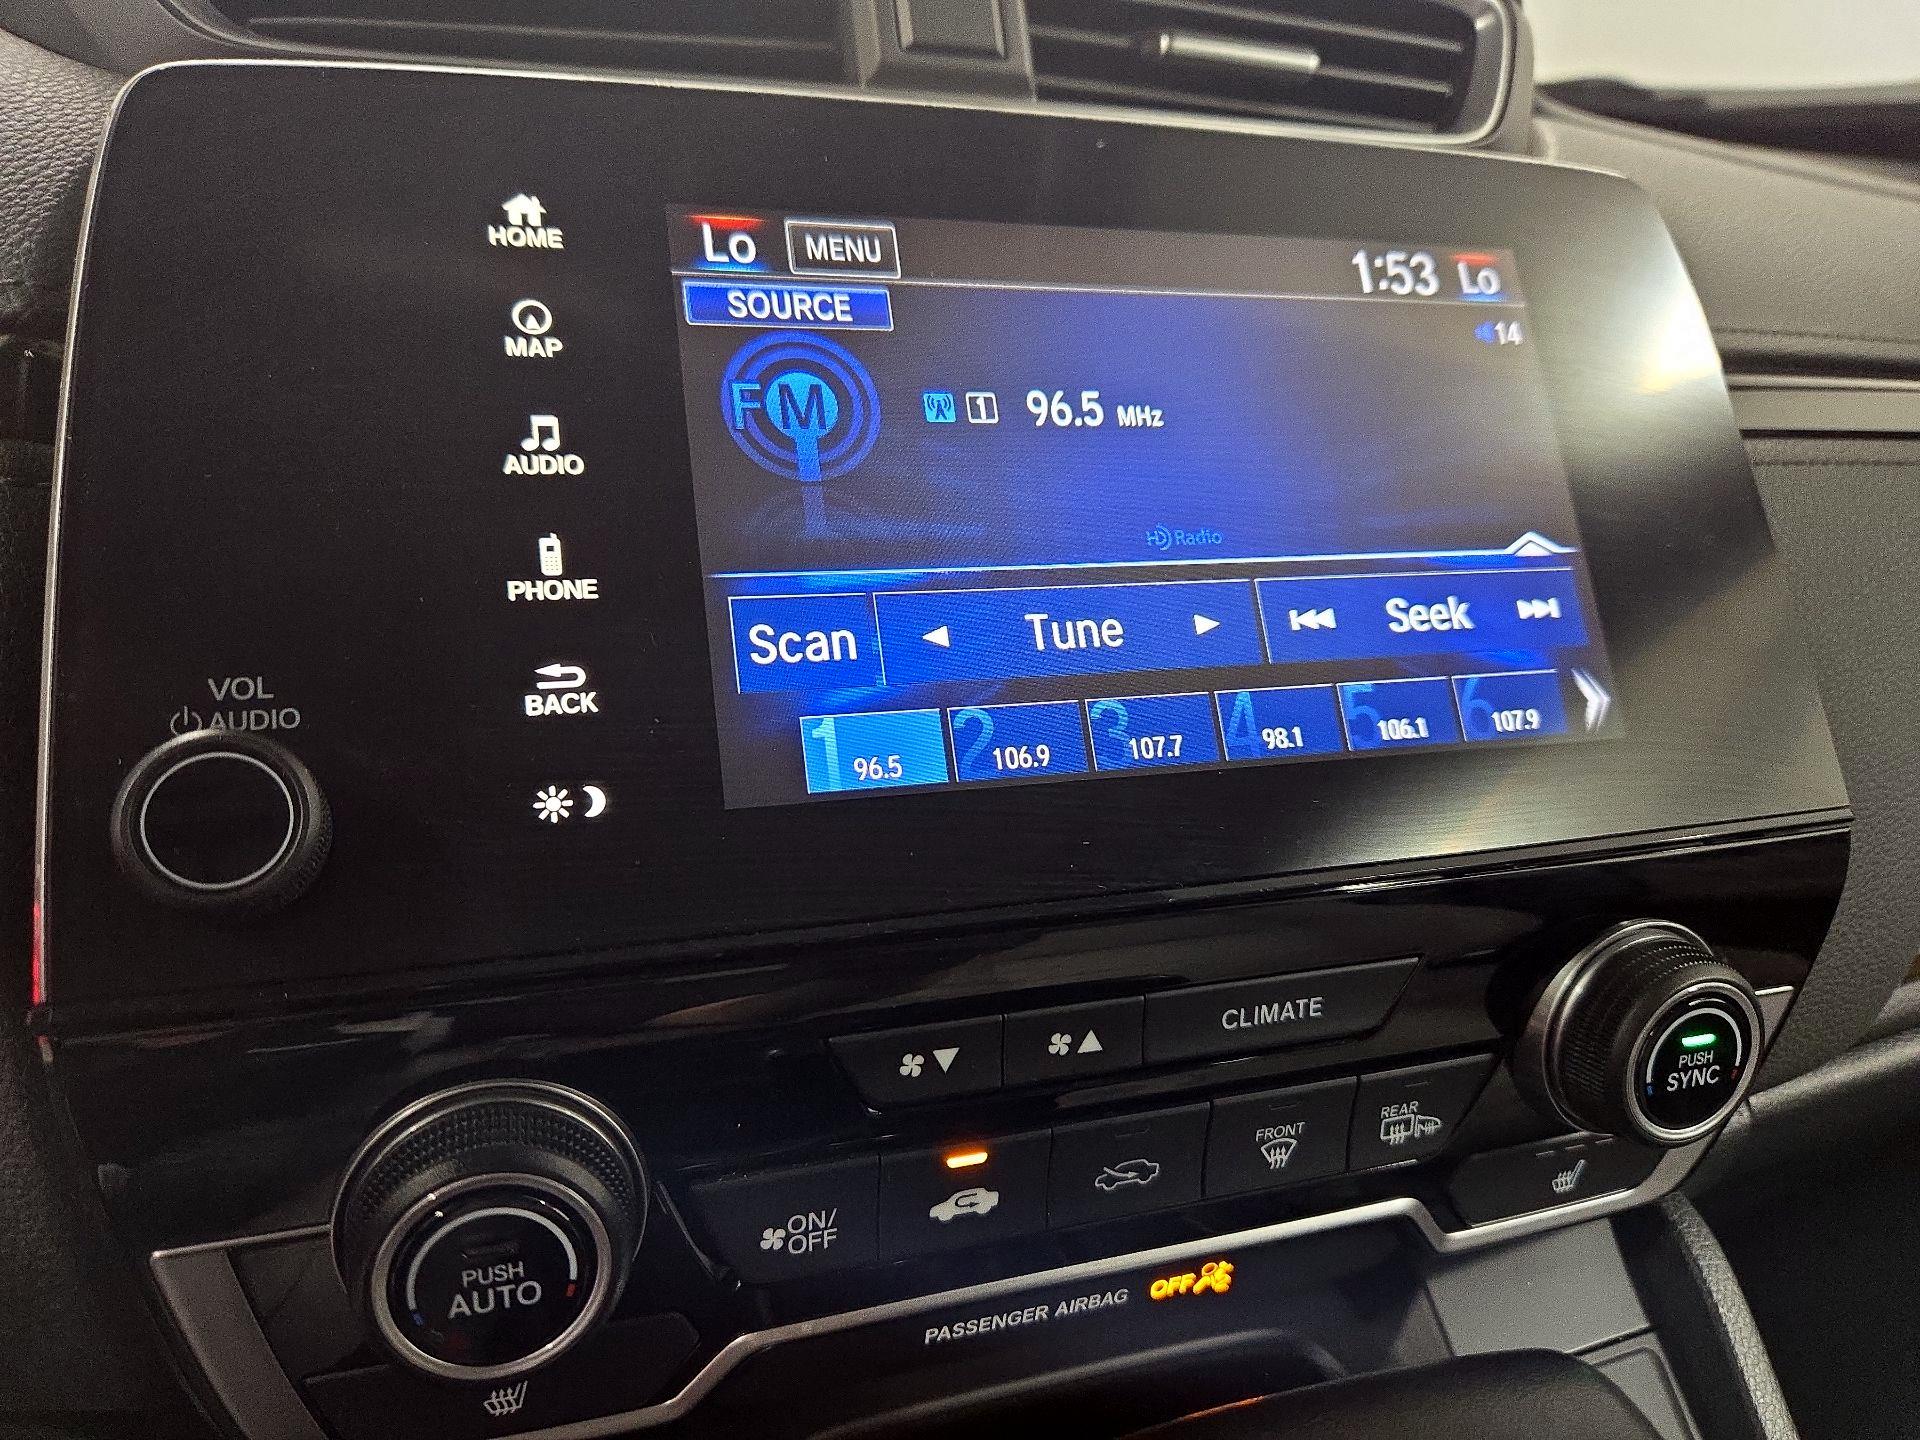 HOME
MAP
AUDIO
PHONE
BACK
VOL
AUDIO
Lo MENU 1:53 Lo
SOURCE
14
FM 1 96.5 MHz
HD Radio
Scan Tune Seek
1 96.5 2 106.9 3 107.7 4 98.1 5 106.1 6 107.9
CLIMATE
PUSH
SYNC
FRONT
REAR
ON/
OFF
PUSH
AUTO
PASSENGER AIRBAG OFF